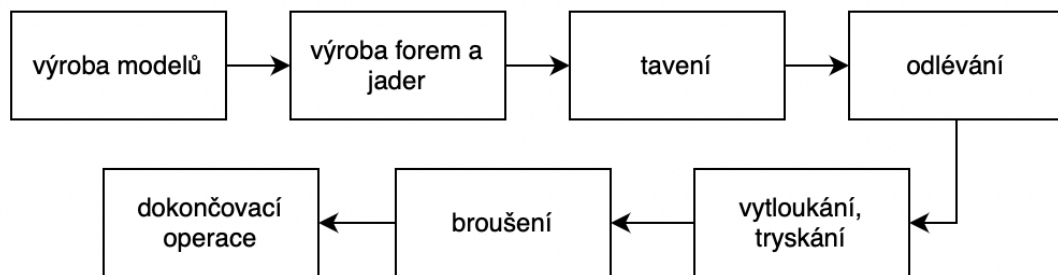 výroba modelů
výroba forem a
jader
tavení
odlévání
vytloukání,
tryskání
broušení
dokončovací
operace